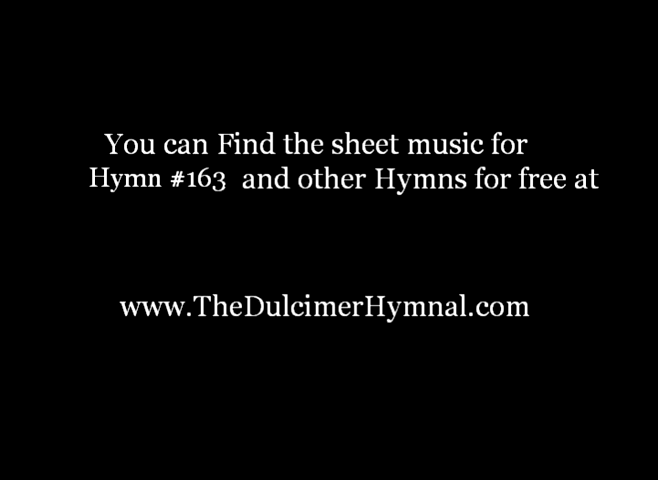 You can Find the sheet music for
Hymn #163 and other Hymns for free at
www.TheDulcimerHymnal.com